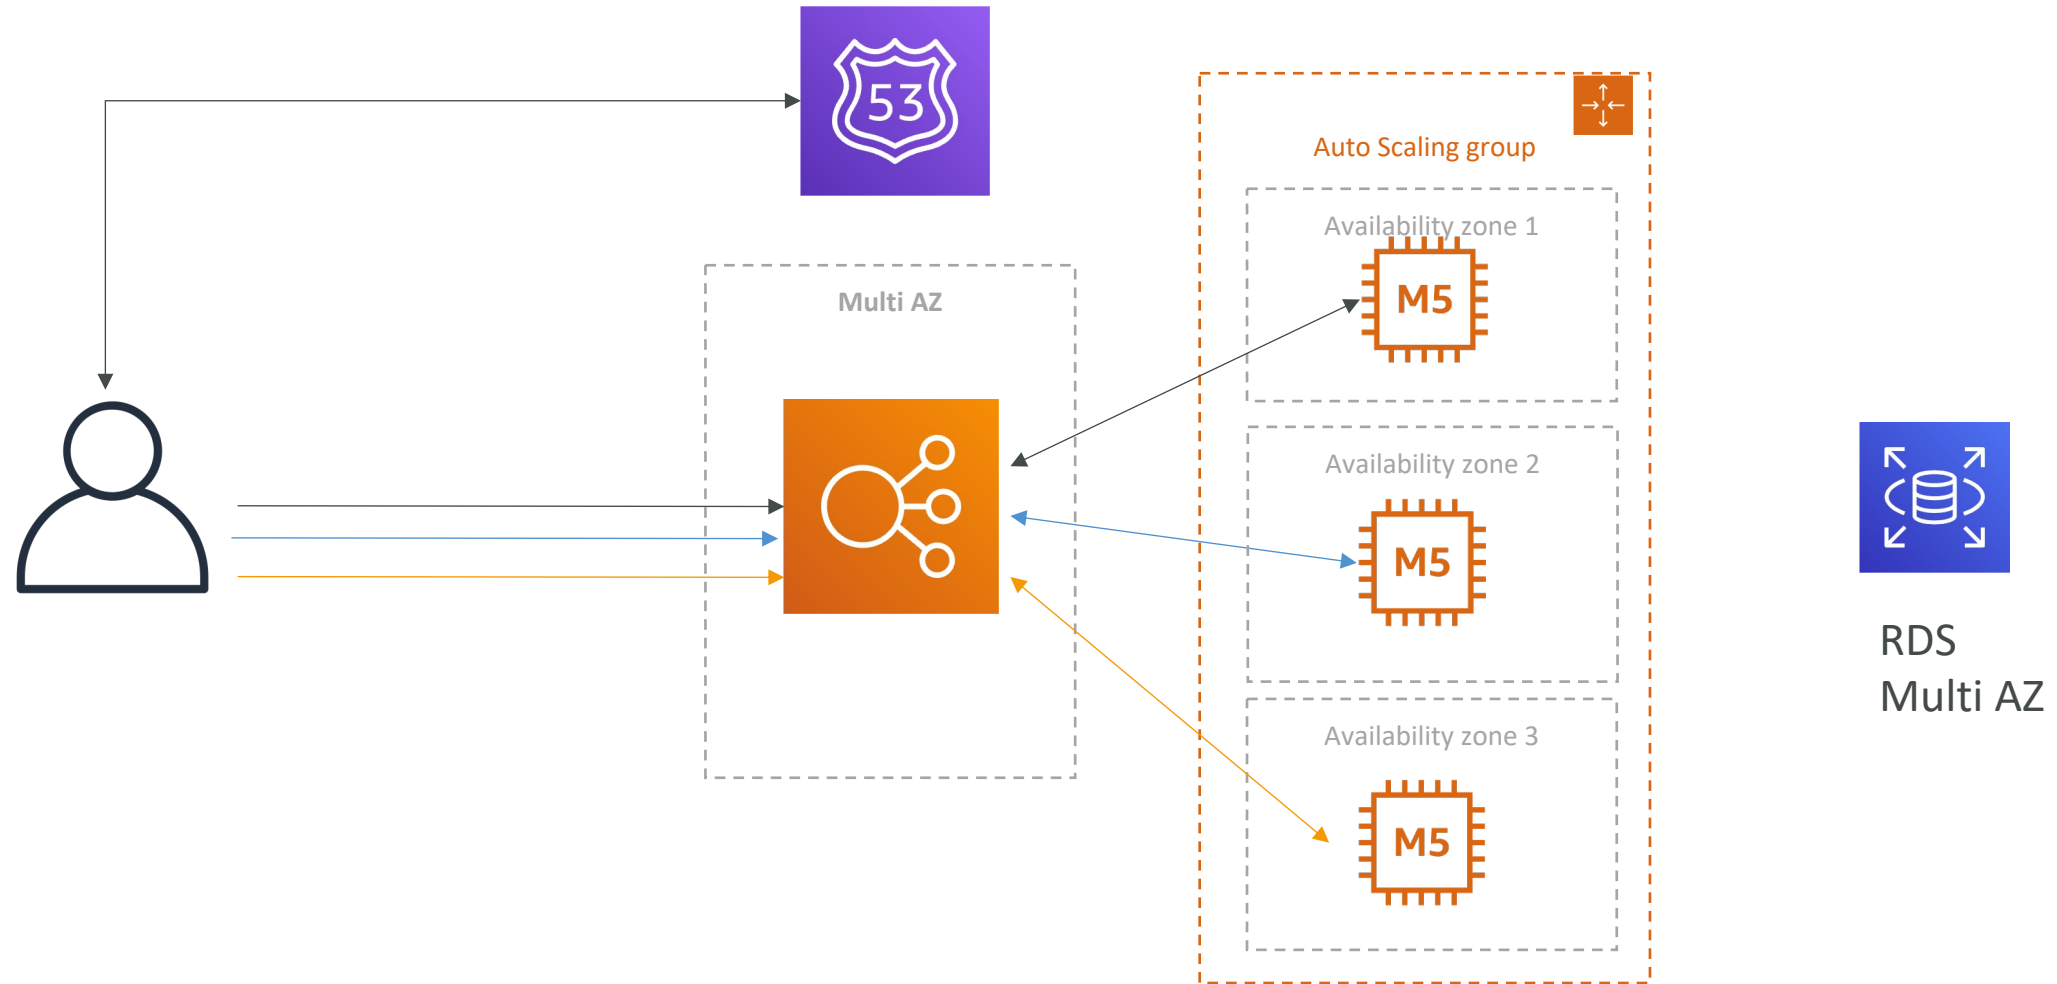 53
Auto Scaling group
Availability zone 1
M5
Multi AZ
Availability zone 2
M5
Availability zone 3
M5
RDS
Multi AZ